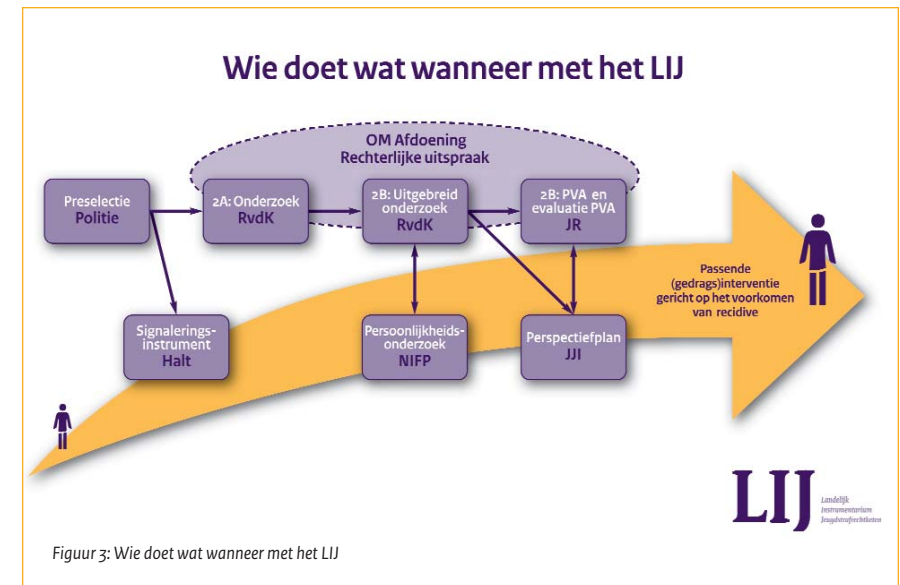 Wie doet wat wanneer met het LIJ
OM Afdoening
Rechterlijke uitspraak
Preselectie
Politie
2A: Onderzoek
RvdK
2B: Uitgebreid
onderzoek
RvdK
2B: PVA en
evaluatie PVA
JR
Passende
(gedrags)interventie
gericht op het voorkomen
van recidive
Signalerings-
instrument
Halt
Persoonlijkheids-
onderzoek
NIFP
Perspectiefplan
JJI
LIJ
Landelijk
Instrumentarium
Jeugdstrafrechtketen
Figuur 3: Wie doet wat wanneer met het LIJ